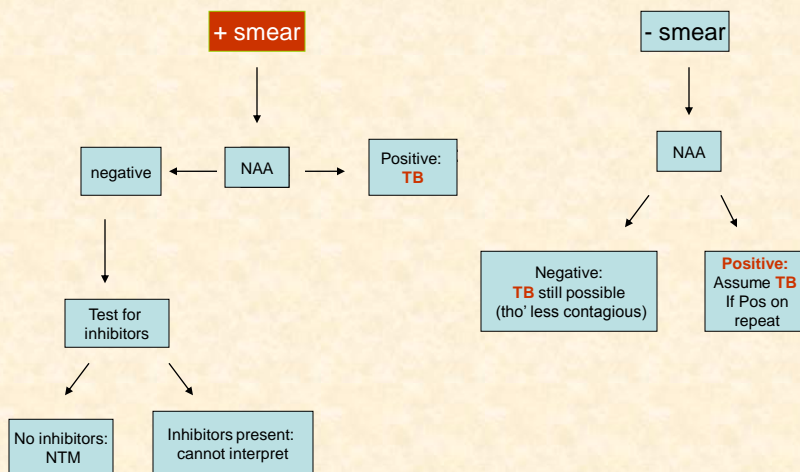 + smear
- smear
NAA
negative
Positive:
TB
NAA
Negative:
TB still possible
(tho' less contagious)
Positive:
Assume TB
If Pos on
repeat
Test for
inhibitors
No inhibitors:
NTM
Inhibitors present:
cannot interpret